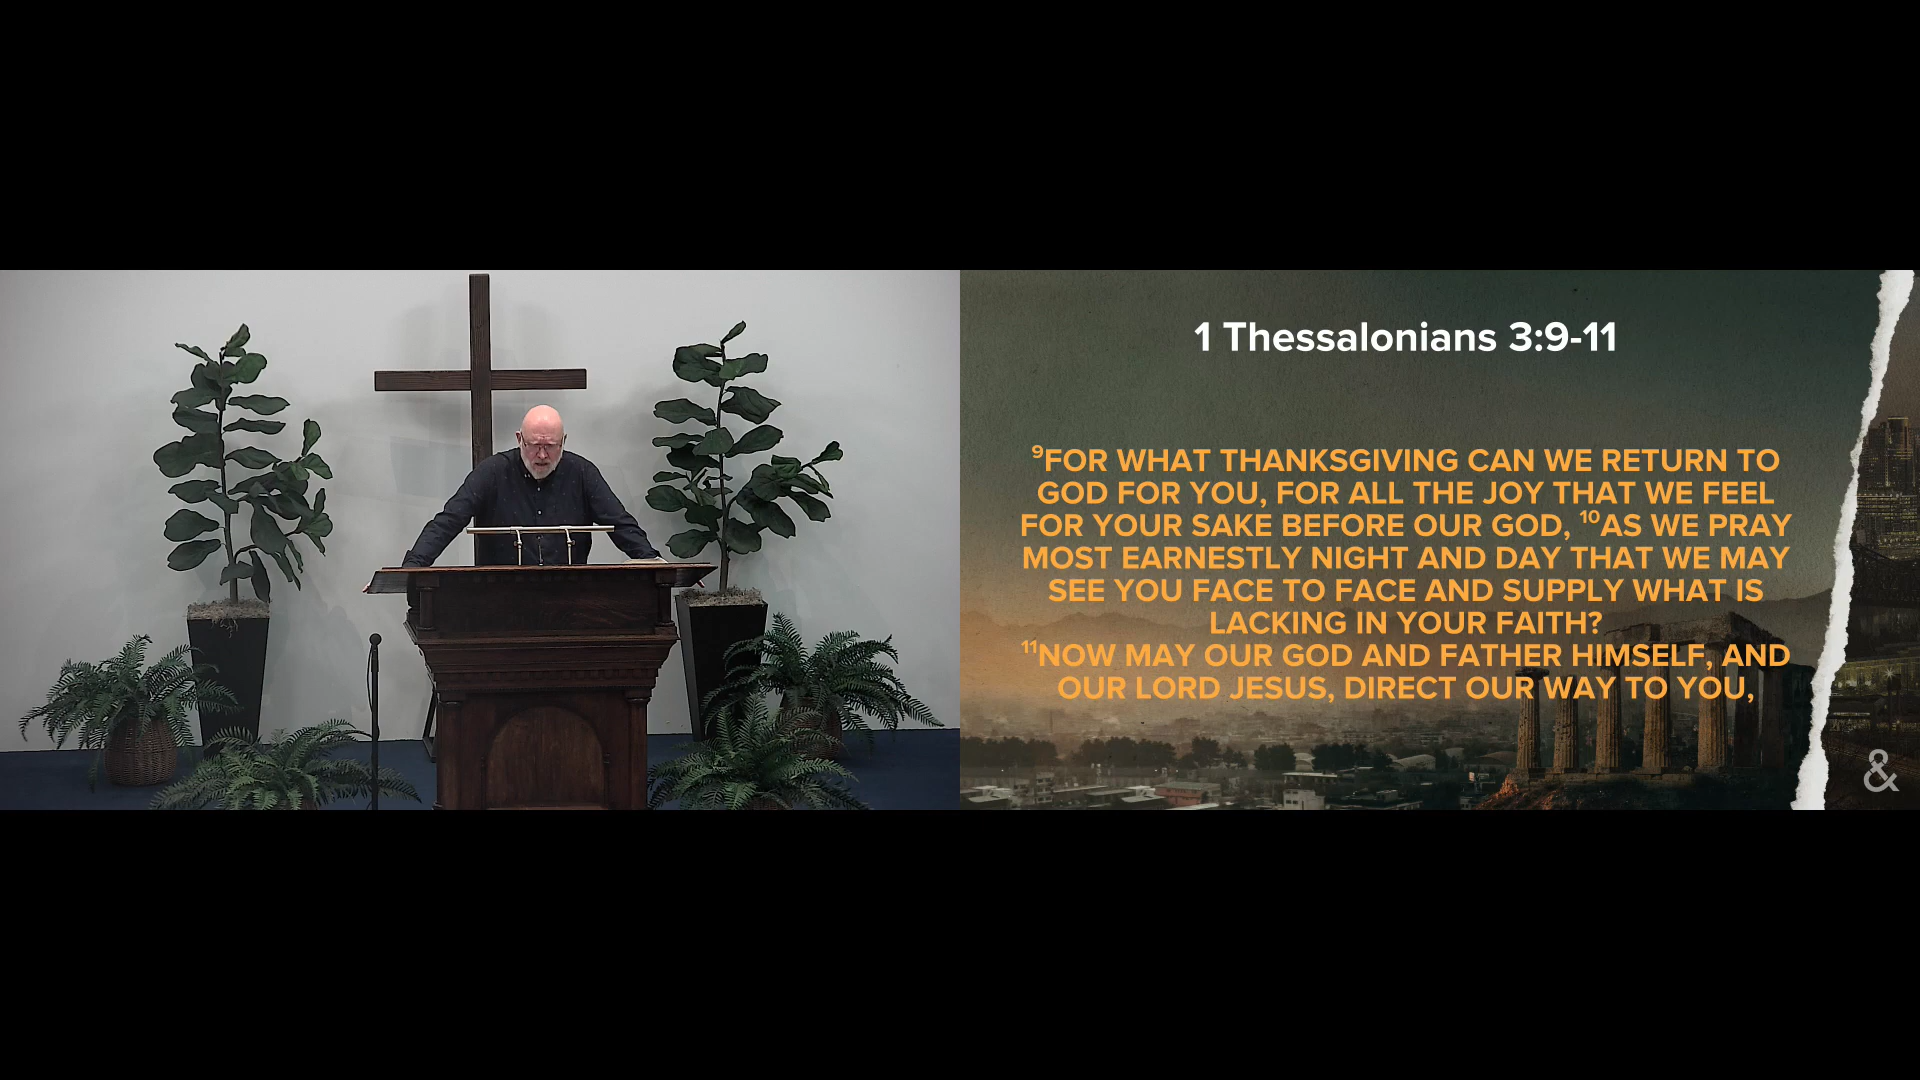 1 Thessalonians 3:9-11
⁹FOR WHAT THANKSGIVING CAN WE RETURN TO
GOD FOR YOU, FOR ALL THE JOY THAT WE FEEL
FOR YOUR SAKE BEFORE OUR GOD, ¹⁰AS WE PRAY
MOST EARNESTLY NIGHT AND DAY THAT WE MAY
SEE YOU FACE TO FACE AND SUPPLY WHAT IS
LACKING IN YOUR FAITH?
¹¹NOW MAY OUR GOD AND FATHER HIMSELF, AND
OUR LORD JESUS, DIRECT OUR WAY TO YOU,
&